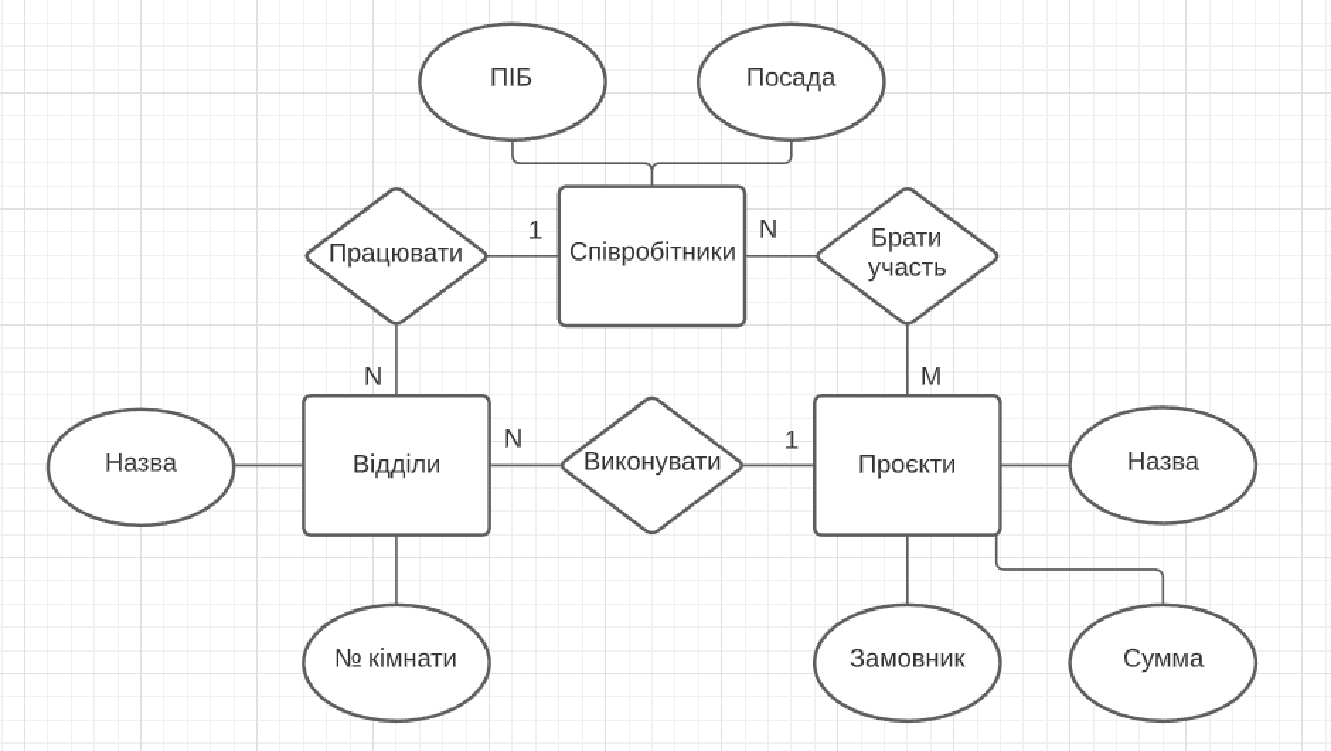 ПІБ
Посада
Працювати
1
Співробітники
N
Брати
участь
N
M
Назва
Відділи
N
Виконувати
1
Проєкти
Назва
№ кімнати
Замовник
Сумма